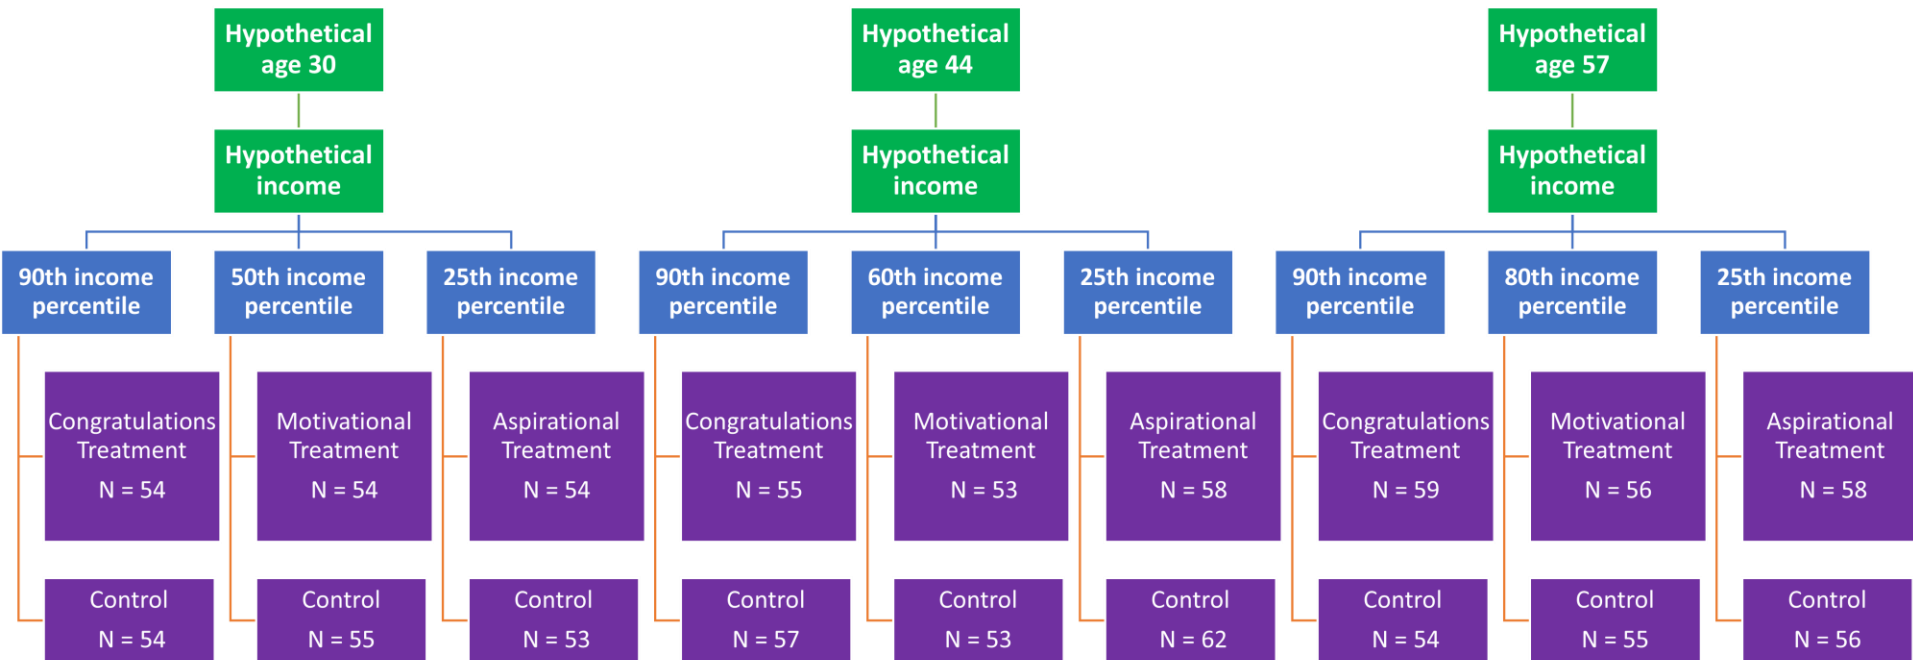 Hypothetical
age 30
Hypothetical
age 44
Hypothetical
age 57
Hypothetical
income
Hypothetical
income
Hypothetical
income
90th income
percentile
50th income
percentile
25th income
percentile
90th income
percentile
60th income
percentile
25th income
percentile
90th income
percentile
80th income
percentile
25th income
percentile
Congratulations
Treatment
N = 54
Motivational
Treatment
N = 54
Aspirational
Treatment
N = 54
Congratulations
Treatment
N = 55
Motivational
Treatment
N = 53
Aspirational
Treatment
N = 58
Congratulations
Treatment
N = 59
Motivational
Treatment
N = 56
Aspirational
Treatment
N = 58
Control
N = 54
Control
N = 55
Control
N = 53
Control
N = 57
Control
N = 53
Control
N = 62
Control
N = 54
Control
N = 55
Control
N = 56